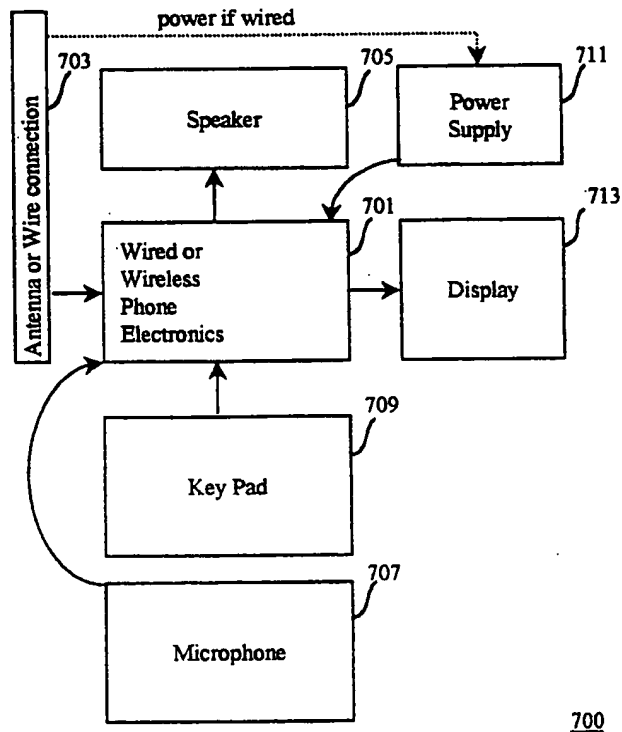 power if wired
703
705
711
Antenna or Wire connection
Speaker
Power
Supply
701
713
Wired or
Wireless
Phone
Electronics
Display
709
Key Pad
707
Microphone
700